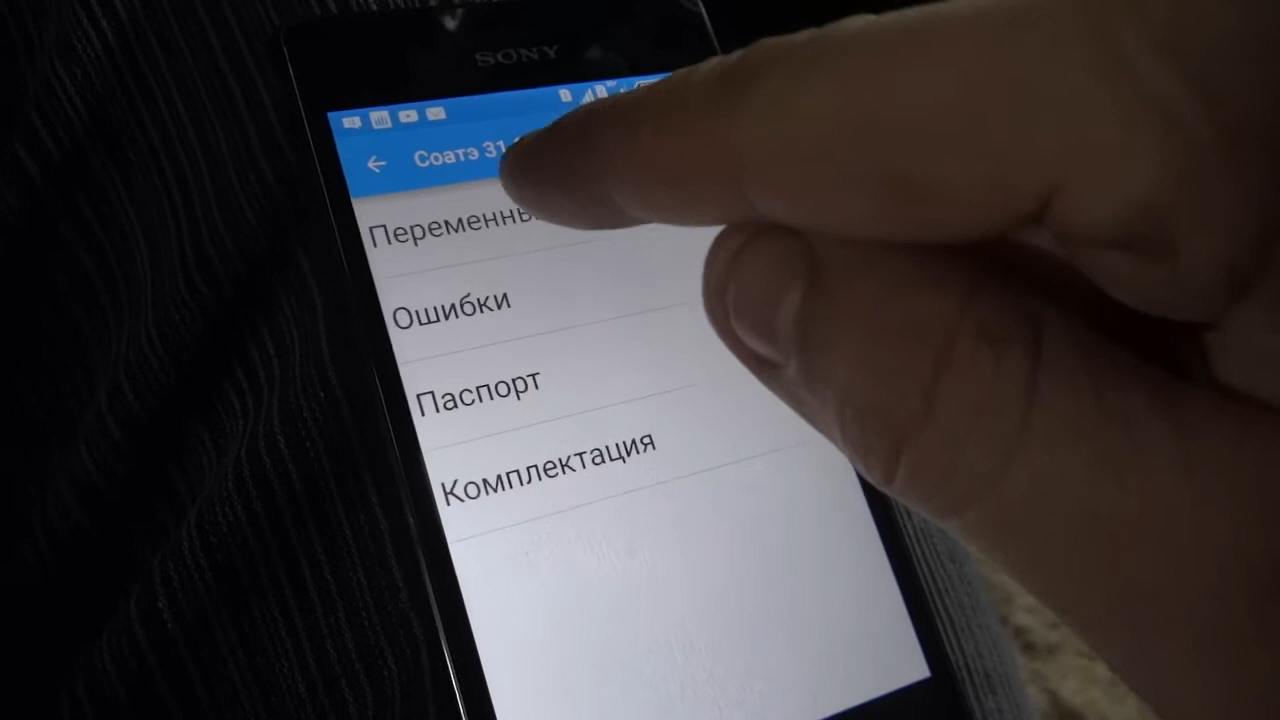 SONY
Соатэ 31
Переменны
Ошибки
Паспорт
Комплектация